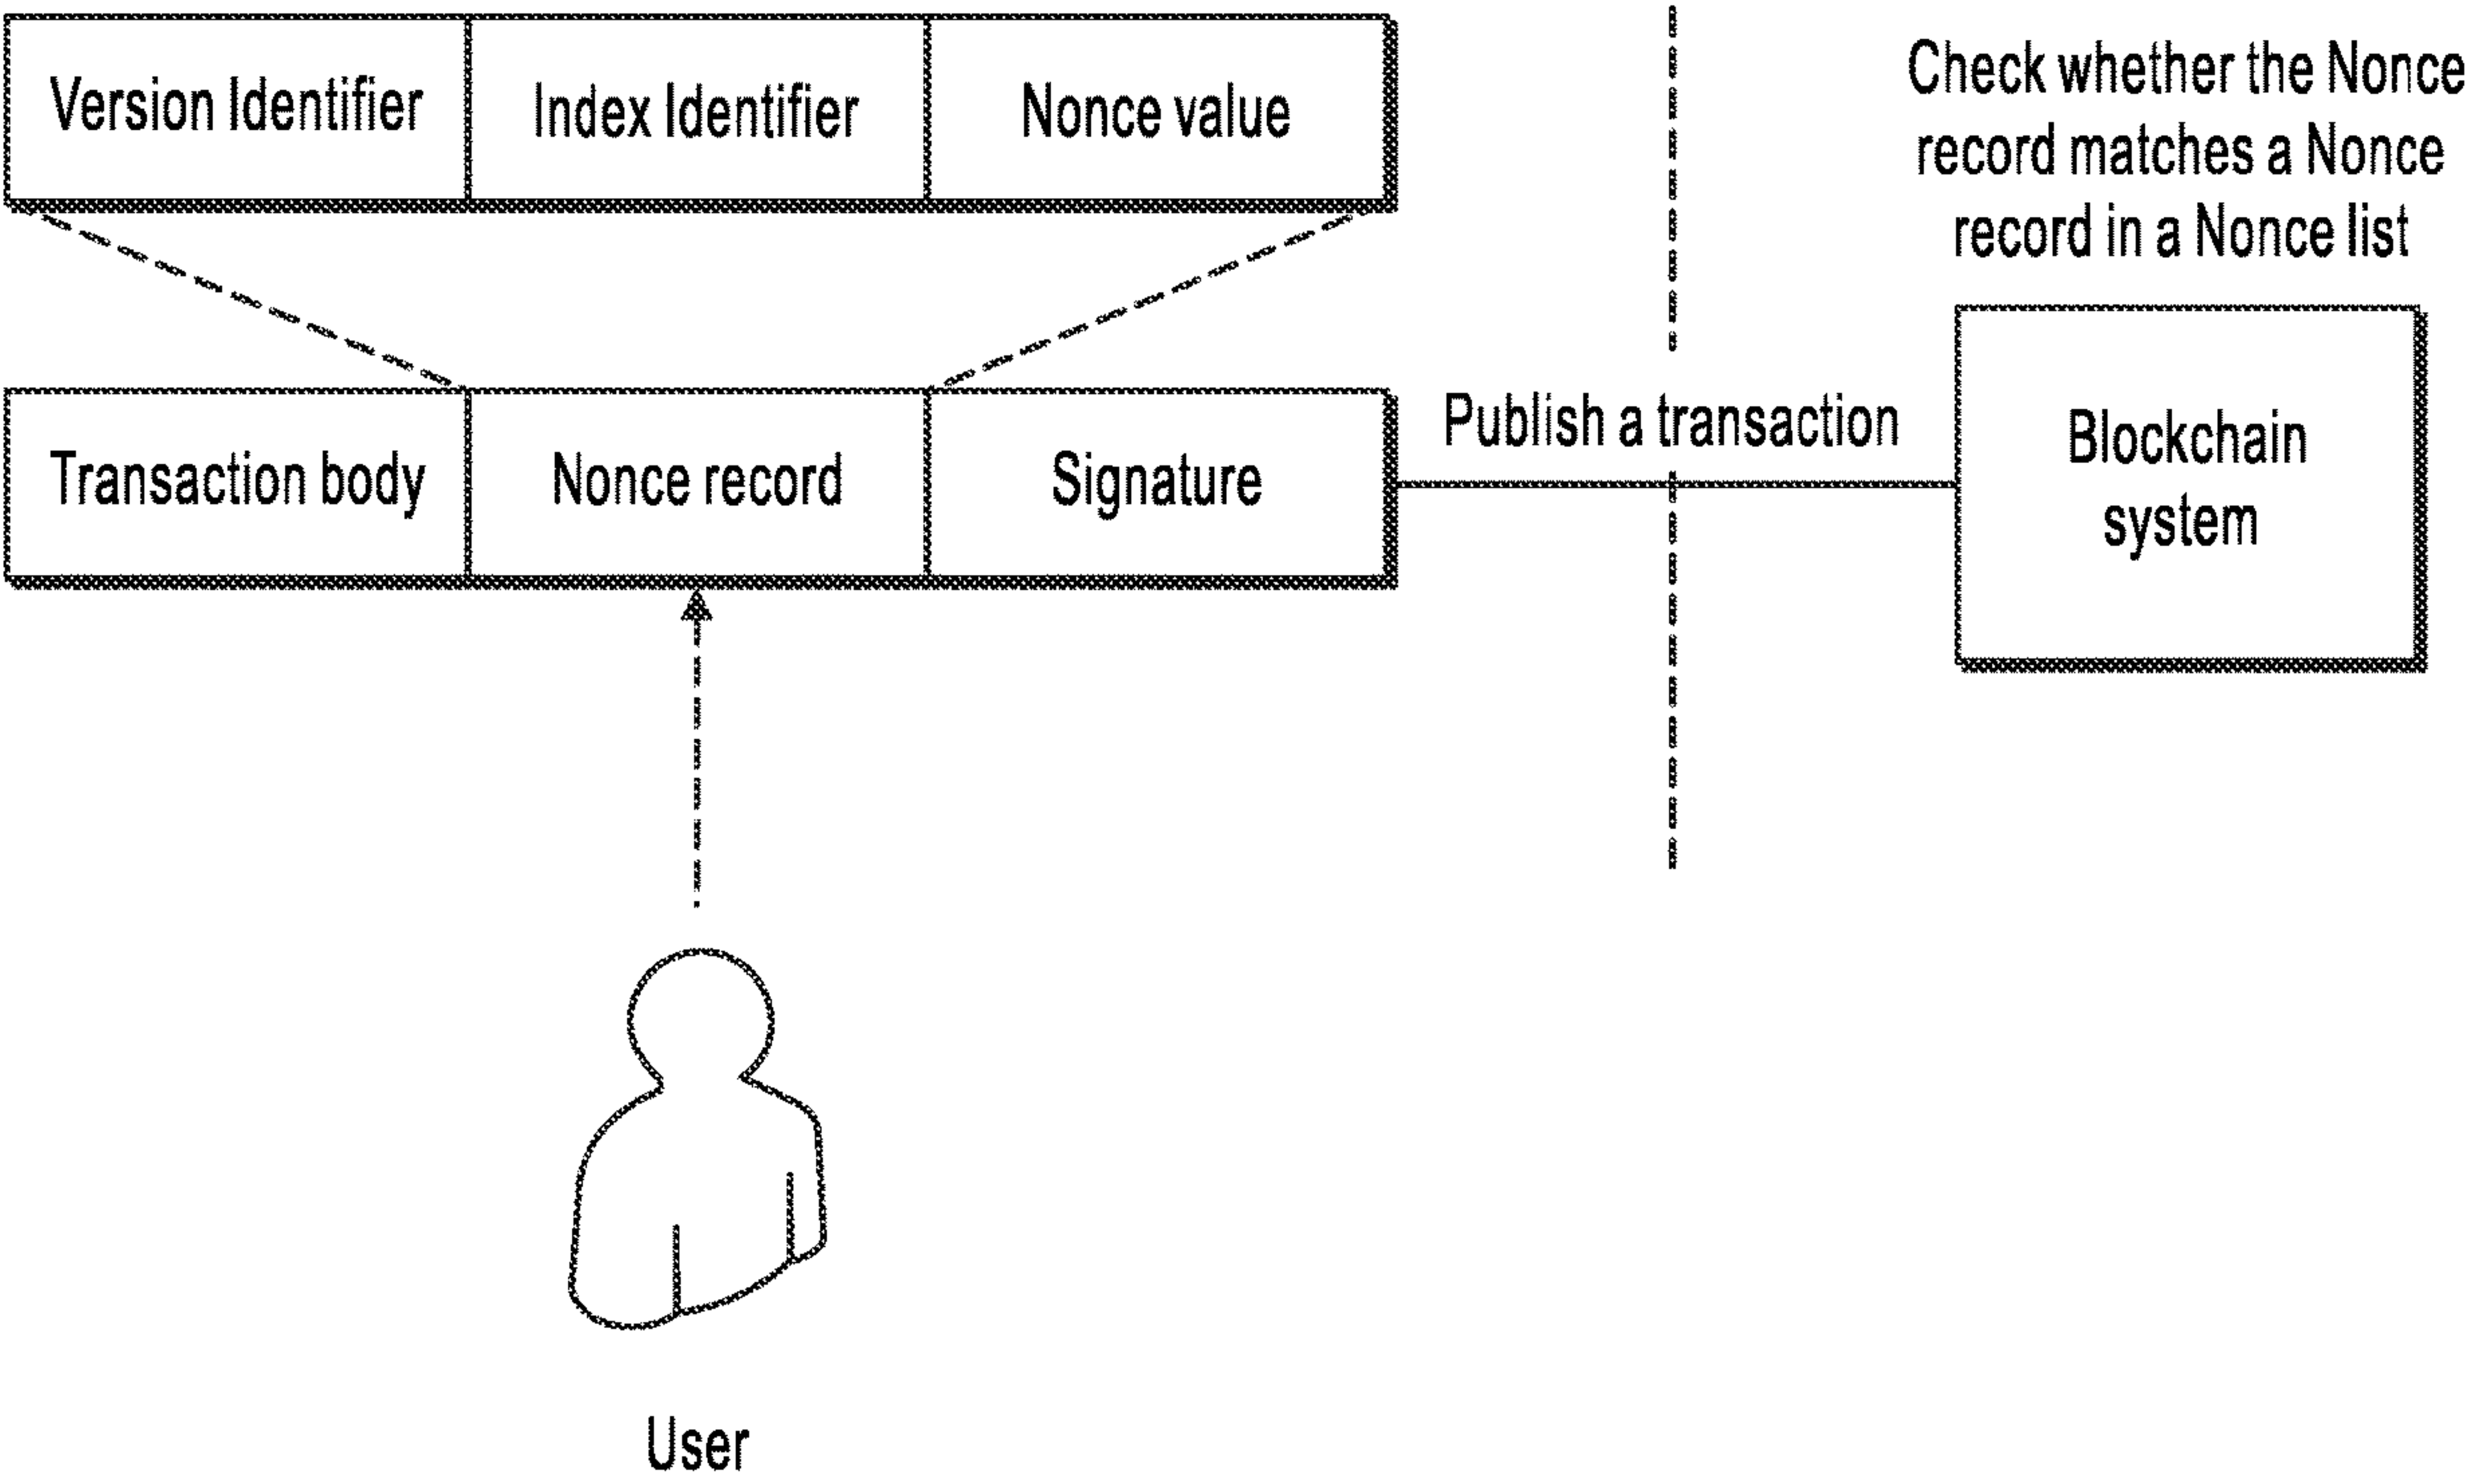 Version Identifier
Index Identifier
Nonce value
Check whether the Nonce
record matches a Nonce
record in a Nonce list
Transaction body
Nonce record
Signature
Publish a transaction
Blockchain
system
User